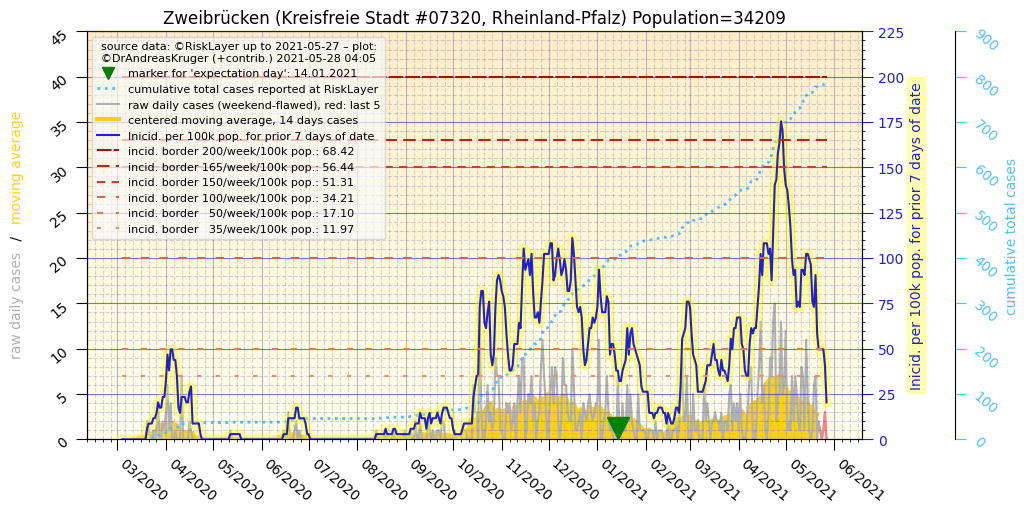 Zweibrücken (Kreisfreie Stadt #07320, Rheinland-Pfalz) Population=34209
source data: ©RiskLayer up to 2021-05-27 – plot:
©DrAndreasKruger (+contrib.) 2021-05-28 04:05
marker for 'expectation day': 14.01.2021
cumulative total cases reported at RiskLayer
raw daily cases (weekend-flawed), red: last 5
centered moving average, 14 days cases
Inicid. per 100k pop. for prior 7 days of date
incid. border 200/week/100k pop.: 68.42
incid. border 165/week/100k pop.: 56.44
incid. border 150/week/100k pop.: 51.31
incid. border 100/week/100k pop.: 34.21
incid. border 50/week/100k pop.: 17.10
incid. border 35/week/100k pop.: 11.97
raw daily cases / moving average
45
40
35
30
25
20
15
10
5
0
03/2020
04/2020
05/2020
06/2020
07/2020
08/2020
09/2020
10/2020
11/2020
12/2020
01/2021
02/2021
03/2021
04/2021
05/2021
06/2021
225
200
175
150
125
100
75
50
25
0
Inicid. per 100k pop. for prior 7 days of date
900
800
700
600
500
400
300
200
100
0
cumulative total cases